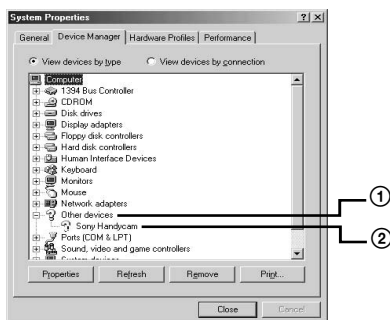 System Properties
General Device Manager Hardware Profiles Performance
View devices by type View devices by connection
Computer
1394 Bus Controller
CDROM
Disk drives
Display adapters
Floppy disk controllers
Hard disk controllers
Human Interface Devices
Keyboard
Monitors
Mouse
Network adapters
Other devices
Sony Handycam
Ports (COM & LPT)
Sound, video and game controllers
System devices
Properties Refresh Remove Print...
Close Cancel
①
②